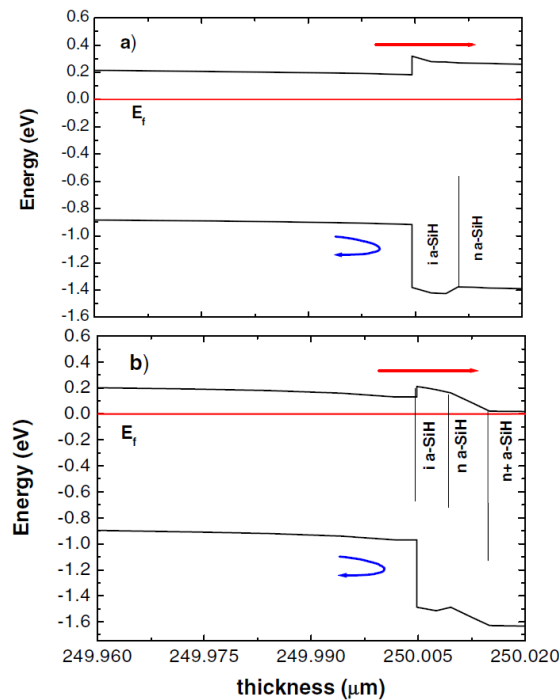 a)
0.6
0.4
0.2
0.0
-0.2
-0.4
-0.6
-0.8
-1.0
-1.2
-1.4
-1.6
Energy (eV)
E_f
i a-SiH
n a-SiH
b)
0.6
0.4
0.2
0.0
-0.2
-0.4
-0.6
-0.8
-1.0
-1.2
-1.4
-1.6
Energy (eV)
E_f
i a-SiH
n a-SiH
n+ a-SiH
249.960
249.975
249.990
250.005
250.020
thickness (μm)